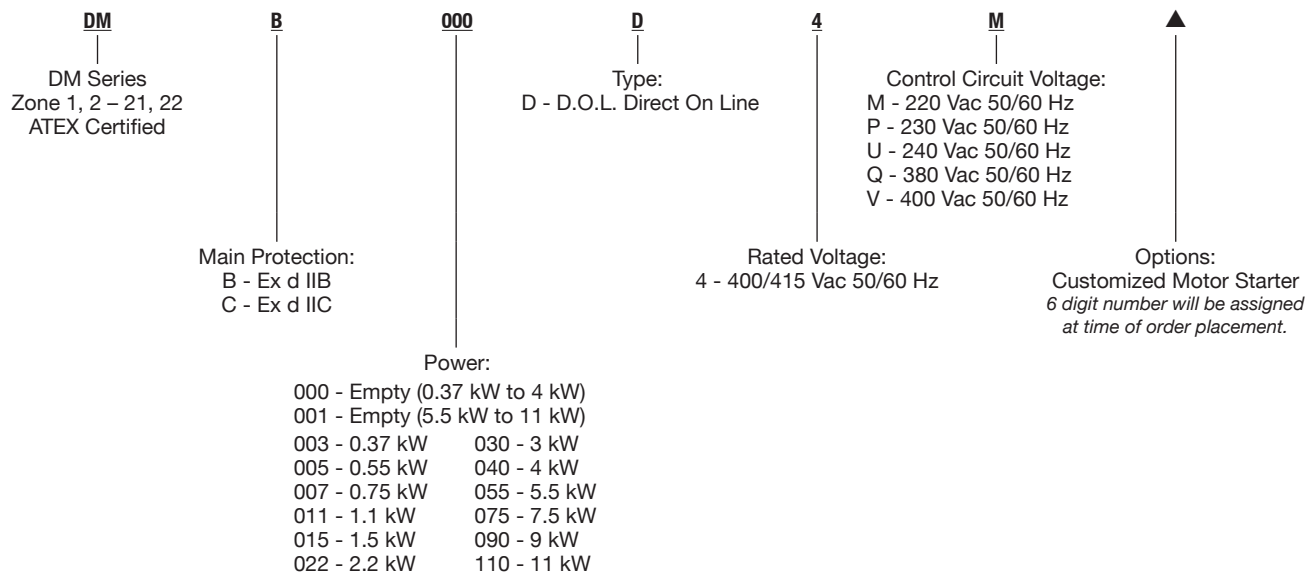 DM B 000 D 4 M ▲
DM Series
Zone 1, 2 – 21, 22
ATEX Certified
Type:
D - D.O.L. Direct On Line
Control Circuit Voltage:
M - 220 Vac 50/60 Hz
P - 230 Vac 50/60 Hz
U - 240 Vac 50/60 Hz
Q - 380 Vac 50/60 Hz
V - 400 Vac 50/60 Hz
Main Protection:
B - Ex d IIB
C - Ex d IIC
Rated Voltage:
4 - 400/415 Vac 50/60 Hz
Options:
Customized Motor Starter
6 digit number will be assigned
at time of order placement.
Power:
000 - Empty (0.37 kW to 4 kW)
001 - Empty (5.5 kW to 11 kW)
003 - 0.37 kW 030 - 3 kW
005 - 0.55 kW 040 - 4 kW
007 - 0.75 kW 055 - 5.5 kW
011 - 1.1 kW 075 - 7.5 kW
015 - 1.5 kW 090 - 9 kW
022 - 2.2 kW 110 - 11 kW